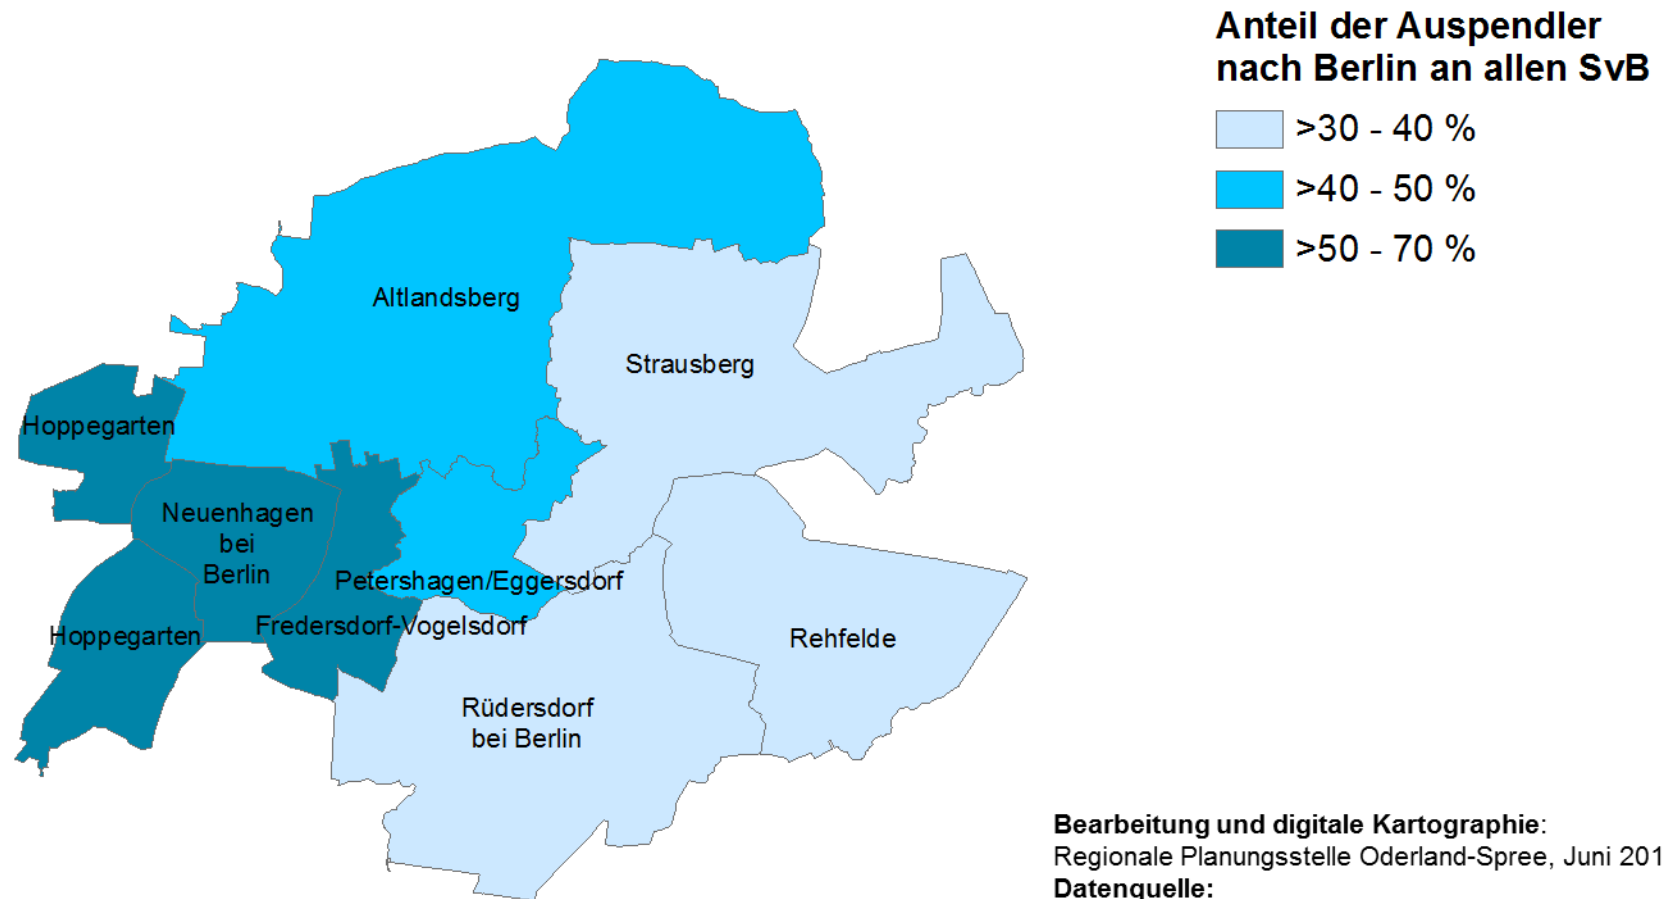 Anteil der Auspendler
nach Berlin an allen SvB
>30 - 40 %
>40 - 50 %
>50 - 70 %
Altlandsberg
Strausberg
Hoppegarten
Neuenhagen
bei
Berlin
Petershagen/Eggersdorf
Fredersdorf-Vogelsdorf
Hoppegarten
Rehfelde
Rüdersdorf
bei Berlin
Bearbeitung und digitale Kartographie:
Regionale Planungsstelle Oderland-Spree, Juni 201
Datenquelle: